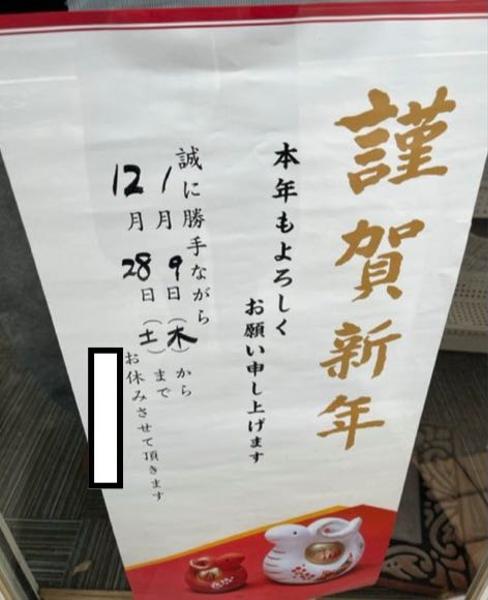 謹賀新年
本年もよろしく
お願い申し上げます
誠に勝手ながら
1月9日（木）から
12月28日（土）まで
お休みさせて頂きます